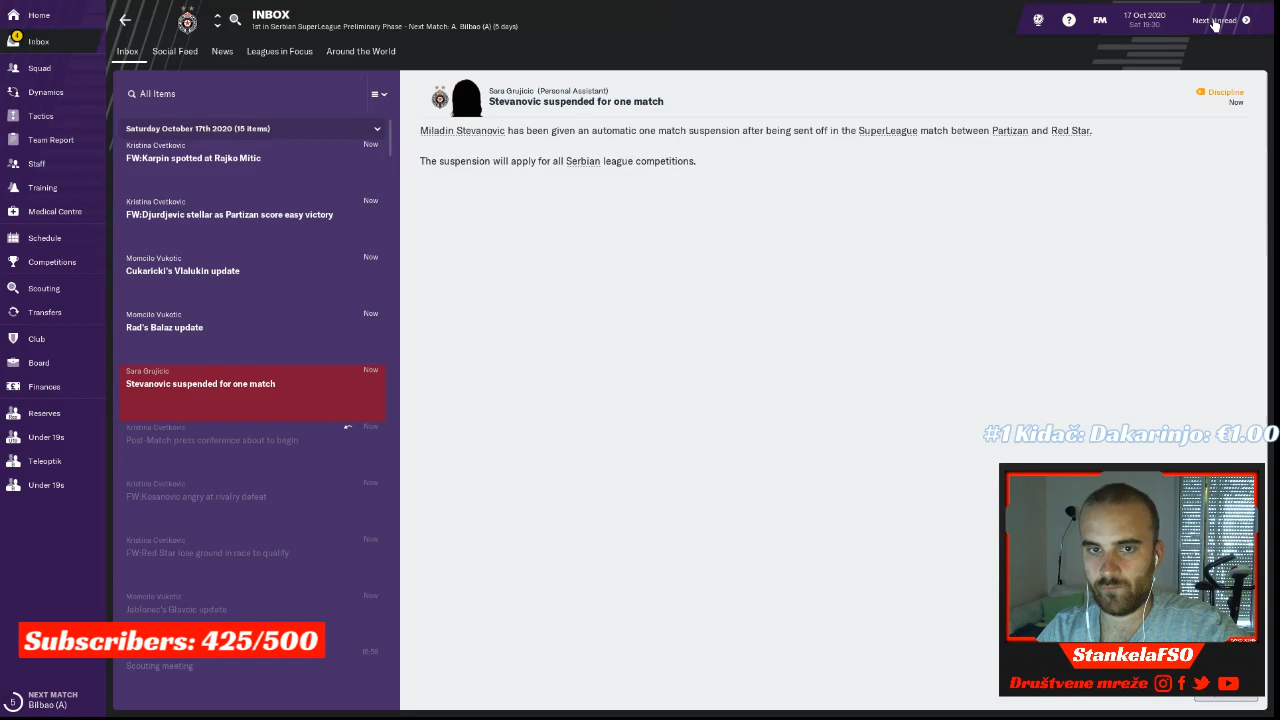 Home
INBOX
1st in Serbian SuperLeague Preliminary Phase - Next Match: A. Bilbao (A) (5 days)
?
FM
17 Oct 2020
Sat 19:30
Next Unread
4
Inbox
Squad
Dynamics
Tactics
Team Report
Staff
Training
Medical Centre
Schedule
Competitions
Scouting
Transfers
Club
Board
Finances
Reserves
Under 19s
Teleoptik
Under 19s
5
NEXT MATCH
Bilbao (A)
Inbox
Social Feed
News
Leagues in Focus
Around the World
All Items
Saturday October 17th 2020 (15 items)
Kristina Cvetkovic
Now
FW:Karpin spotted at Rajko Mitic
Kristina Cvetkovic
Now
FW:Djurdjevic stellar as Partizan score easy victory
Momcilo Vukotic
Now
Cukaricki's Vlalukin update
Momcilo Vukotic
Now
Rad's Balaz update
Sara Grujicic
Now
Stevanovic suspended for one match
Kristina Cvetkovic
Now
Post-Match press conference about to begin
Kristina Cvetkovic
Now
FW:Kosanovic angry at rivalry defeat
Kristina Cvetkovic
Now
FW:Red Star lose ground in race to qualify
Momcilo Vukotic
Now
Jablonec's Glavcic update
Scouting meeting
Sara Grujicic (Personal Assistant)
Stevanovic suspended for one match
Discipline
Now
Miladin Stevanovic has been given an automatic one match suspension after being sent off in the SuperLeague match between Partizan and Red Star.
The suspension will apply for all Serbian league competitions.
#1 Kidač: Dakarinjo: €1.00
Subscribers: 425/500
StankelaFSO
Društvene mreže